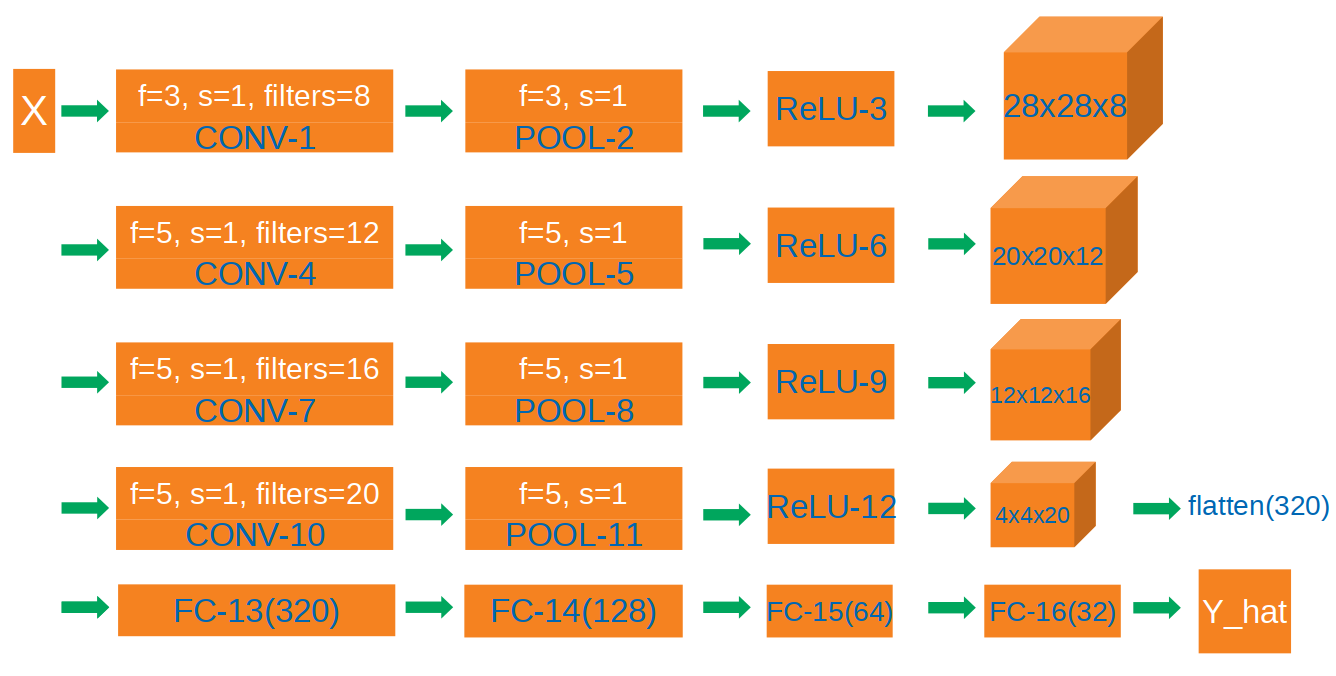 X
f=3, s=1, filters=8
CONV-1
f=3, s=1
POOL-2
ReLU-3
28x28x8
f=5, s=1, filters=12
CONV-4
f=5, s=1
POOL-5
ReLU-6
20x20x12
f=5, s=1, filters=16
CONV-7
f=5, s=1
POOL-8
ReLU-9
12x12x16
f=5, s=1, filters=20
CONV-10
f=5, s=1
POOL-11
ReLU-12
4x4x20
flatten(320)
FC-13(320)
FC-14(128)
FC-15(64)
FC-16(32)
Y_hat